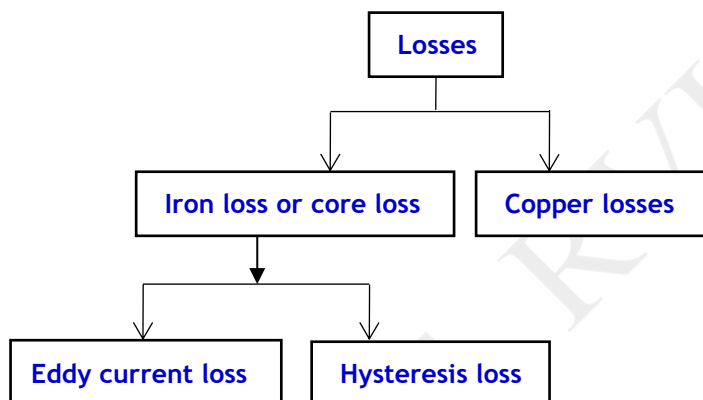 Losses
Iron loss or core loss
Copper losses
Eddy current loss
Hysteresis loss